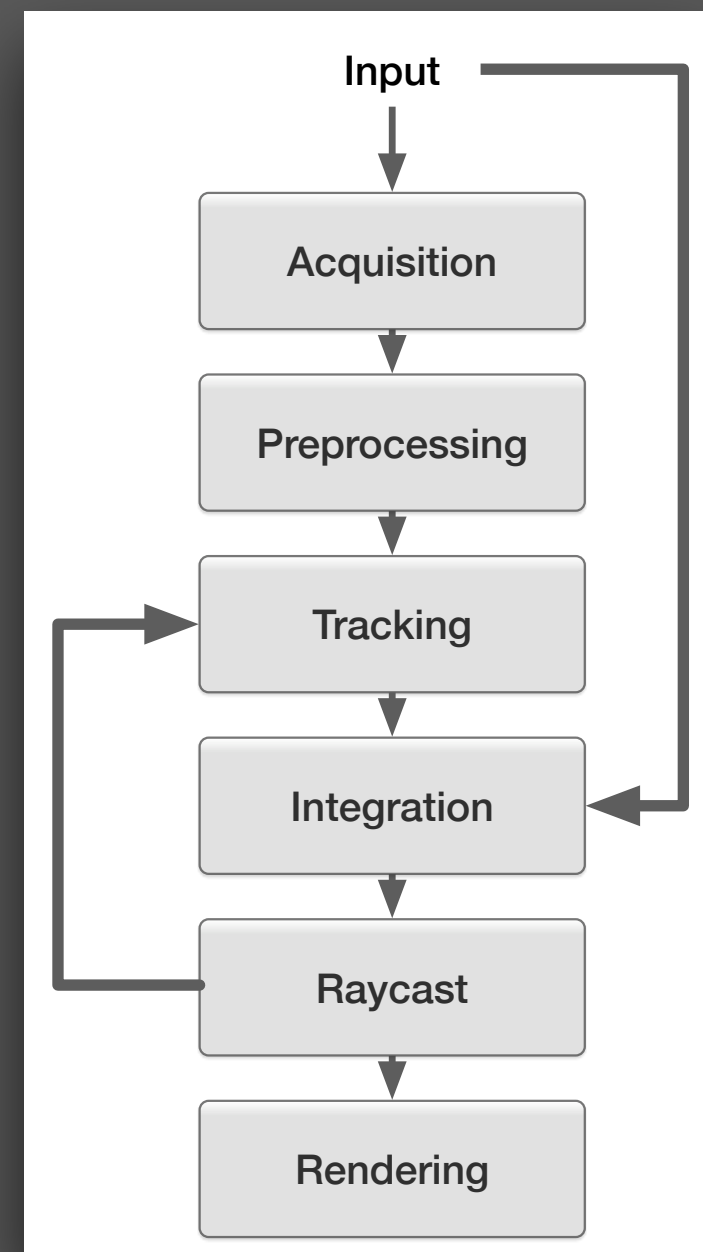 Input
Acquisition
Preprocessing
Tracking
Integration
Raycast
Rendering